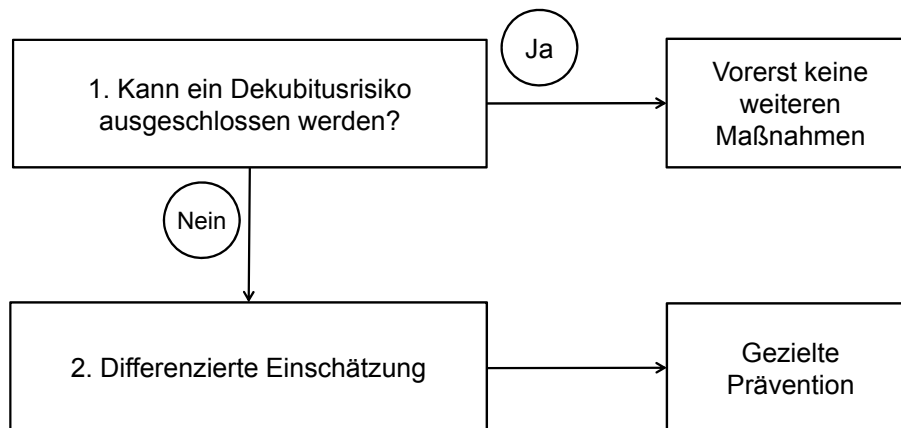 1. Kann ein Dekubitusrisiko
ausgeschlossen werden?
Ja
Vorerst keine
weiteren
Maßnahmen
Nein
2. Differenzierte Einschätzung
Gezielte
Prävention